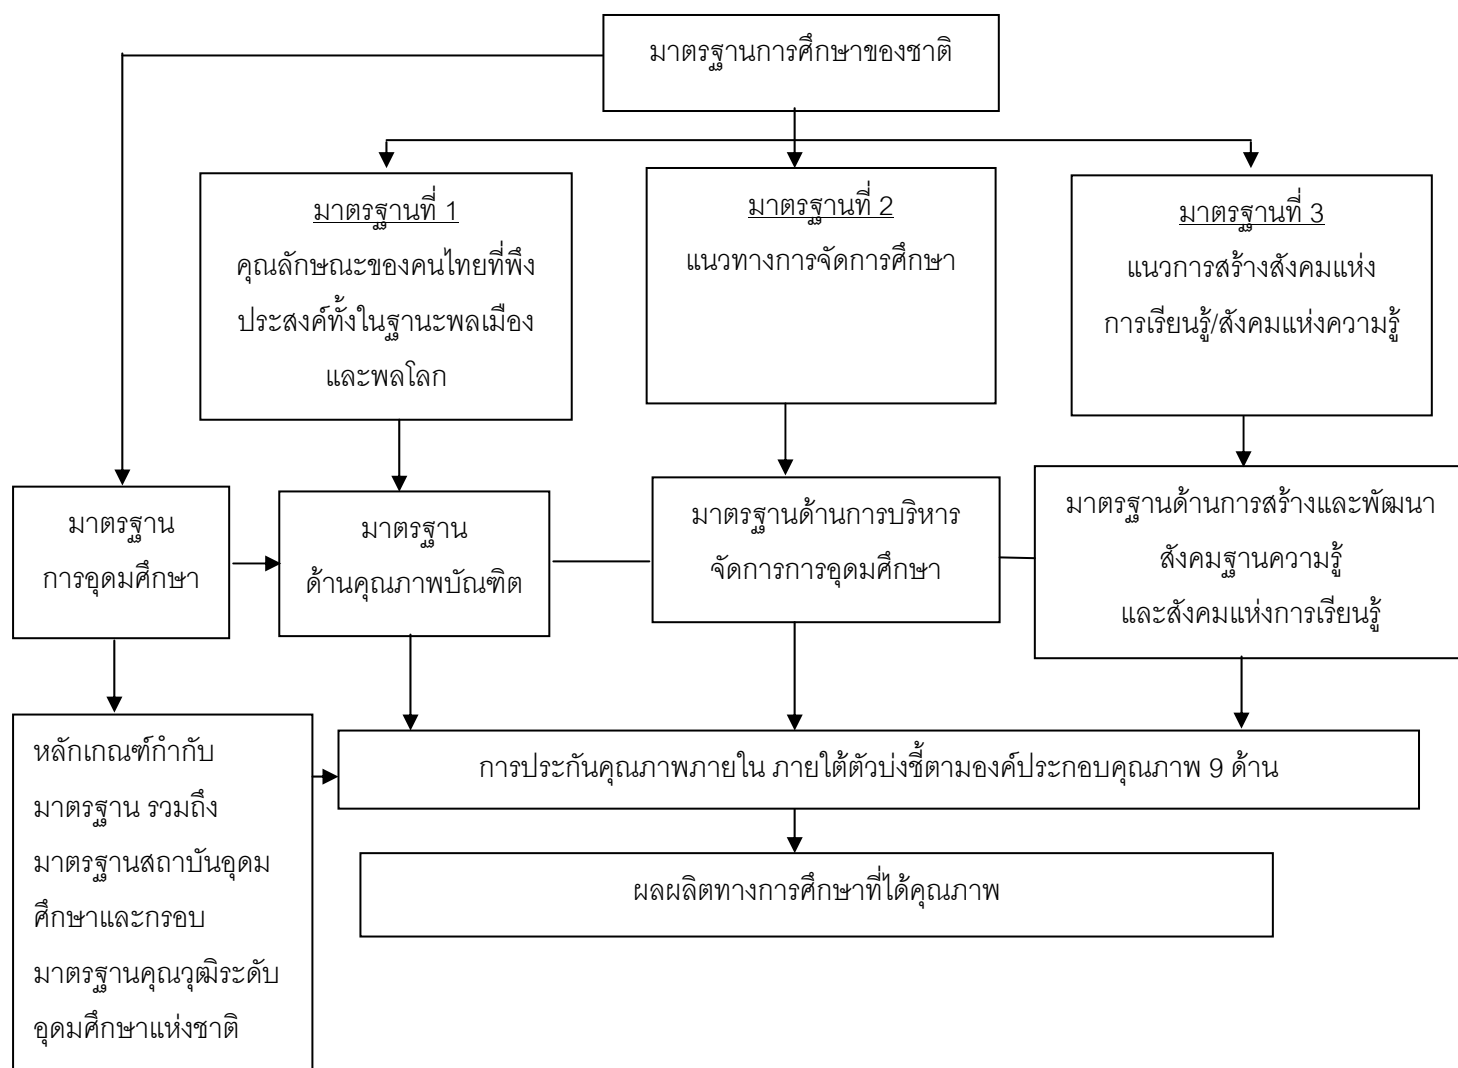 มาตรฐานการศึกษาของชาติ
มาตรฐานที่ 1
คุณลักษณะของคนไทยที่พึง
ประสงค์ทั้งในฐานะพลเมือง
และพลโลก
มาตรฐานที่ 2
แนวทางการจัดการศึกษา
มาตรฐานที่ 3
แนวการสร้างสังคมแห่ง
การเรียนรู้/สังคมแห่งความรู้
มาตรฐาน
การอุดมศึกษา
มาตรฐาน
ด้านคุณภาพบัณฑิต
มาตรฐานด้านการบริหาร
จัดการการอุดมศึกษา
มาตรฐานด้านการสร้างและพัฒนา
สังคมฐานความรู้
และสังคมแห่งการเรียนรู้
หลักเกณฑ์กำกับ
มาตรฐาน รวมถึง
มาตรฐานสถาบันอุดม
ศึกษาและกรอบ
มาตรฐานคุณวุฒิระดับ
อุดมศึกษาแห่งชาติ
การประกันคุณภาพภายใน ภายใต้ตัวบ่งชี้ตามองค์ประกอบคุณภาพ 9 ด้าน
ผลผลิตทางการศึกษาที่ได้คุณภาพ